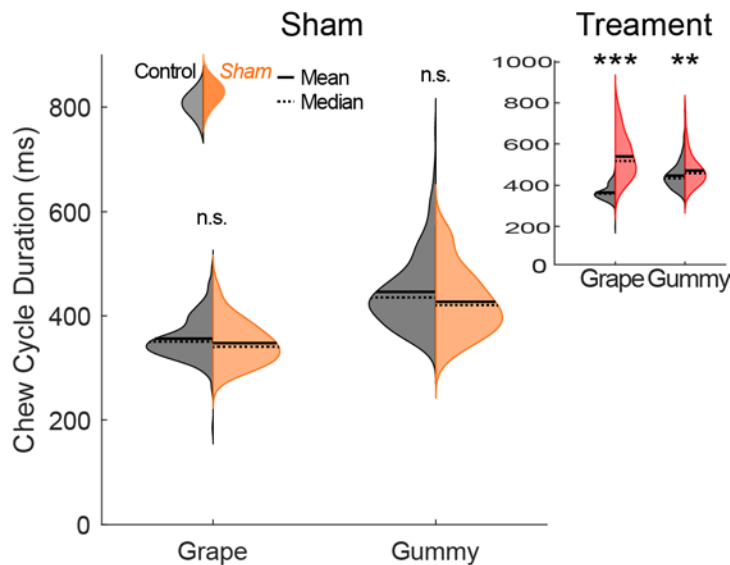 Sham
Treament
Control Sham
Mean
Median
n.s.
n.s.
*** **
Chew Cycle Duration (ms)
800
600
400
200
0
Grape Gummy
1000
800
600
400
200
0
Grape Gummy